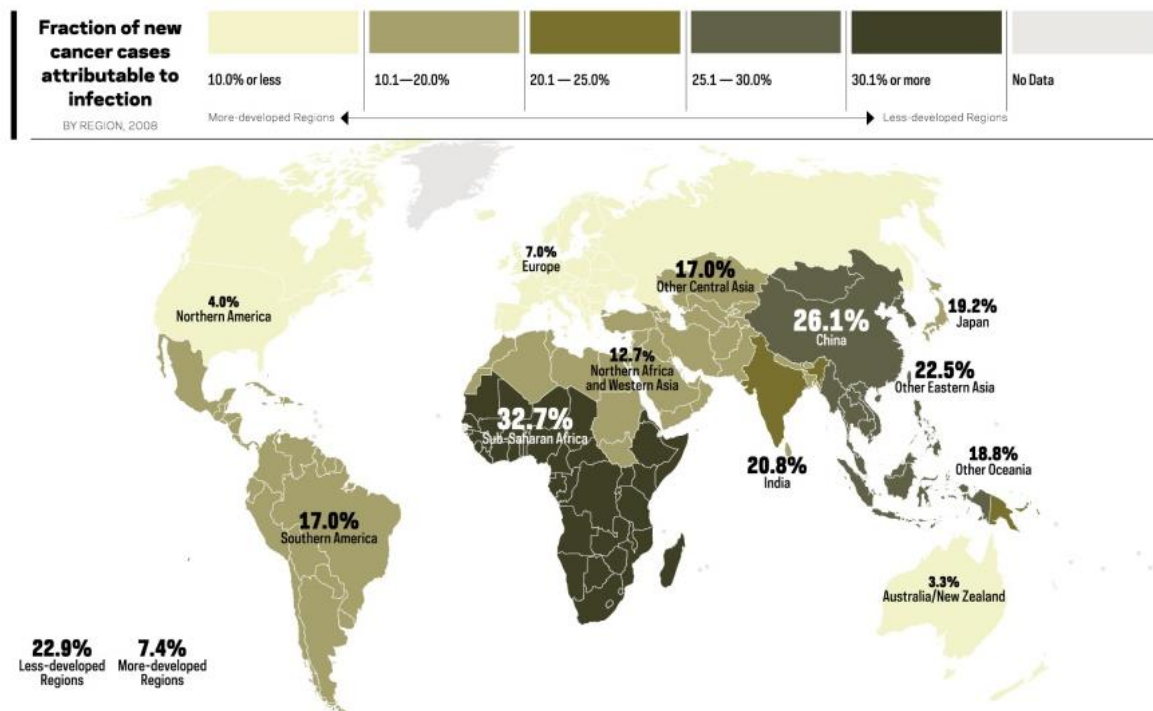 Fraction of new
cancer cases
attributable to
infection
BY REGION, 2008
10.0% or less
10.1—20.0%
20.1 — 25.0%
25.1 — 30.0%
30.1% or more
No Data
More-developed Regions
Less-developed Regions
7.0%
Europe
4.0%
Northern America
17.0%
Other Central Asia
19.2%
Japan
26.1%
China
12.7%
Northern Africa
and Western Asia
22.5%
Other Eastern Asia
32.7%
Sub-Saharan Africa
20.8%
India
18.8%
Other Oceania
17.0%
Southern America
3.3%
Australia/New Zealand
22.9%
Less-developed
Regions
7.4%
More-developed
Regions